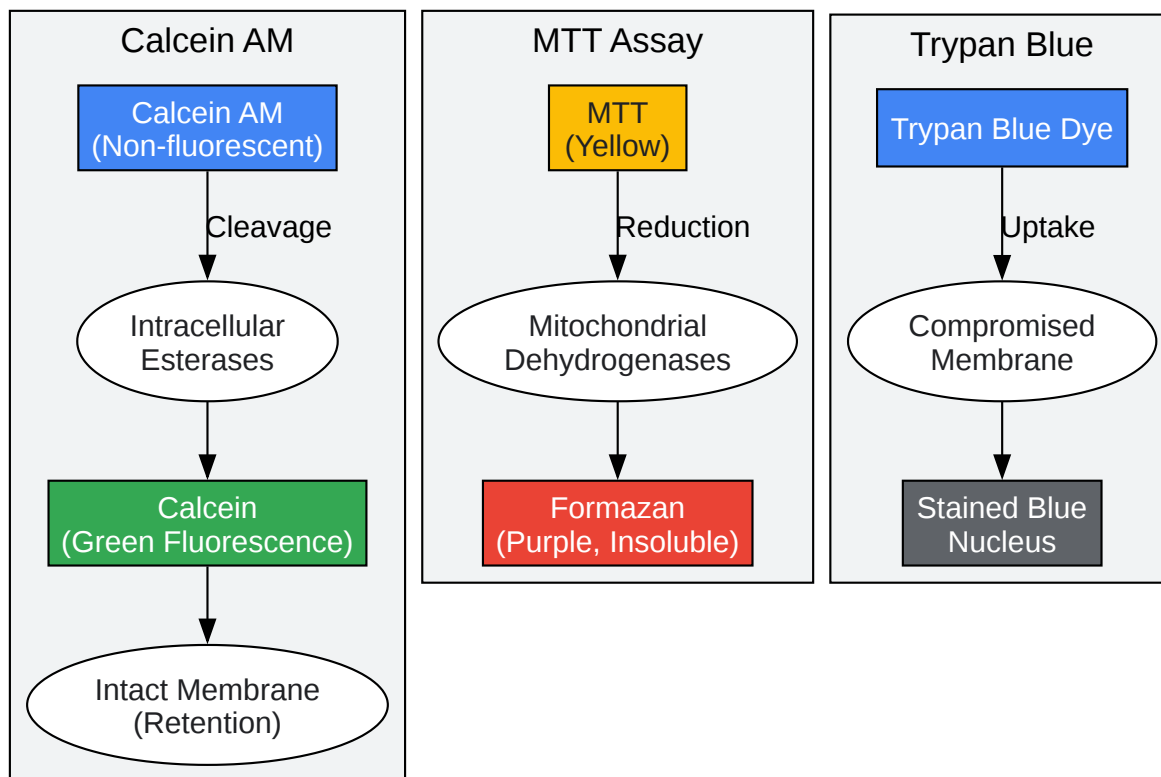 Calcein AM
Calcein AM
(Non-fluorescent)
Cleavage
Intracellular
Esterases
Calcein
(Green Fluorescence)
Intact Membrane
(Retention)
MTT Assay
MTT
(Yellow)
Reduction
Mitochondrial
Dehydrogenases
Formazan
(Purple, Insoluble)
Trypan Blue
Trypan Blue Dye
Uptake
Compromised
Membrane
Stained Blue
Nucleus